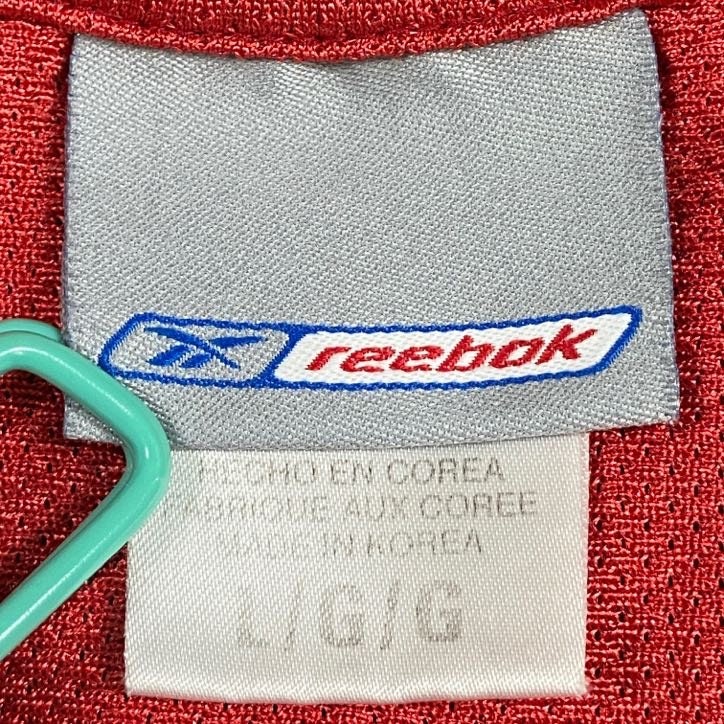 reebok
HECHO EN COREA
FABRIQUE AUX COREE
MADE IN KOREA
L/G/G